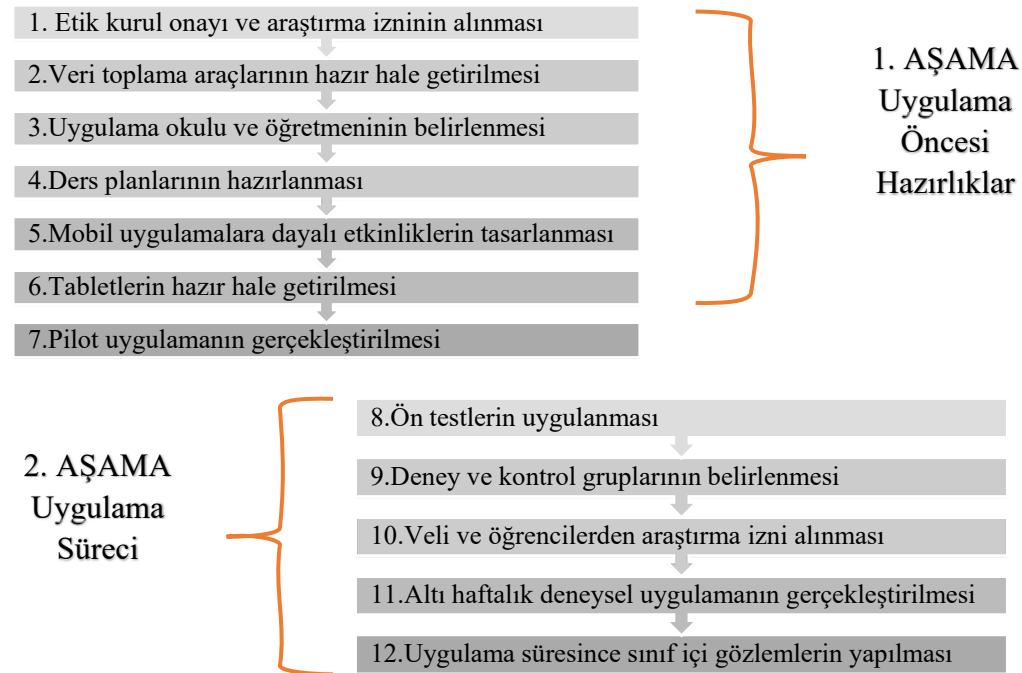 1. Etik kurul onayı ve araştırma izninin alınması
2.Veri toplama araçlarının hazır hale getirilmesi
3.Uygulama okulu ve öğretmeninin belirlenmesi
4.Ders planlarının hazırlanması
5.Mobil uygulamalara dayalı etkinliklerin tasarlanması
6.Tabletlerin hazır hale getirilmesi
7.Pilot uygulamanın gerçekleştirilmesi
1. AŞAMA
Uygulama
Öncesi
Hazırlıklar
2. AŞAMA
Uygulama
Süreci
8.Ön testlerin uygulanması
9.Deney ve kontrol gruplarının belirlenmesi
10.Veli ve öğrencilerden araştırma izni alınması
11.Altı haftalık deneysel uygulamanın gerçekleştirilmesi
12.Uygulama süresince sınıf içi gözlemlerin yapılması